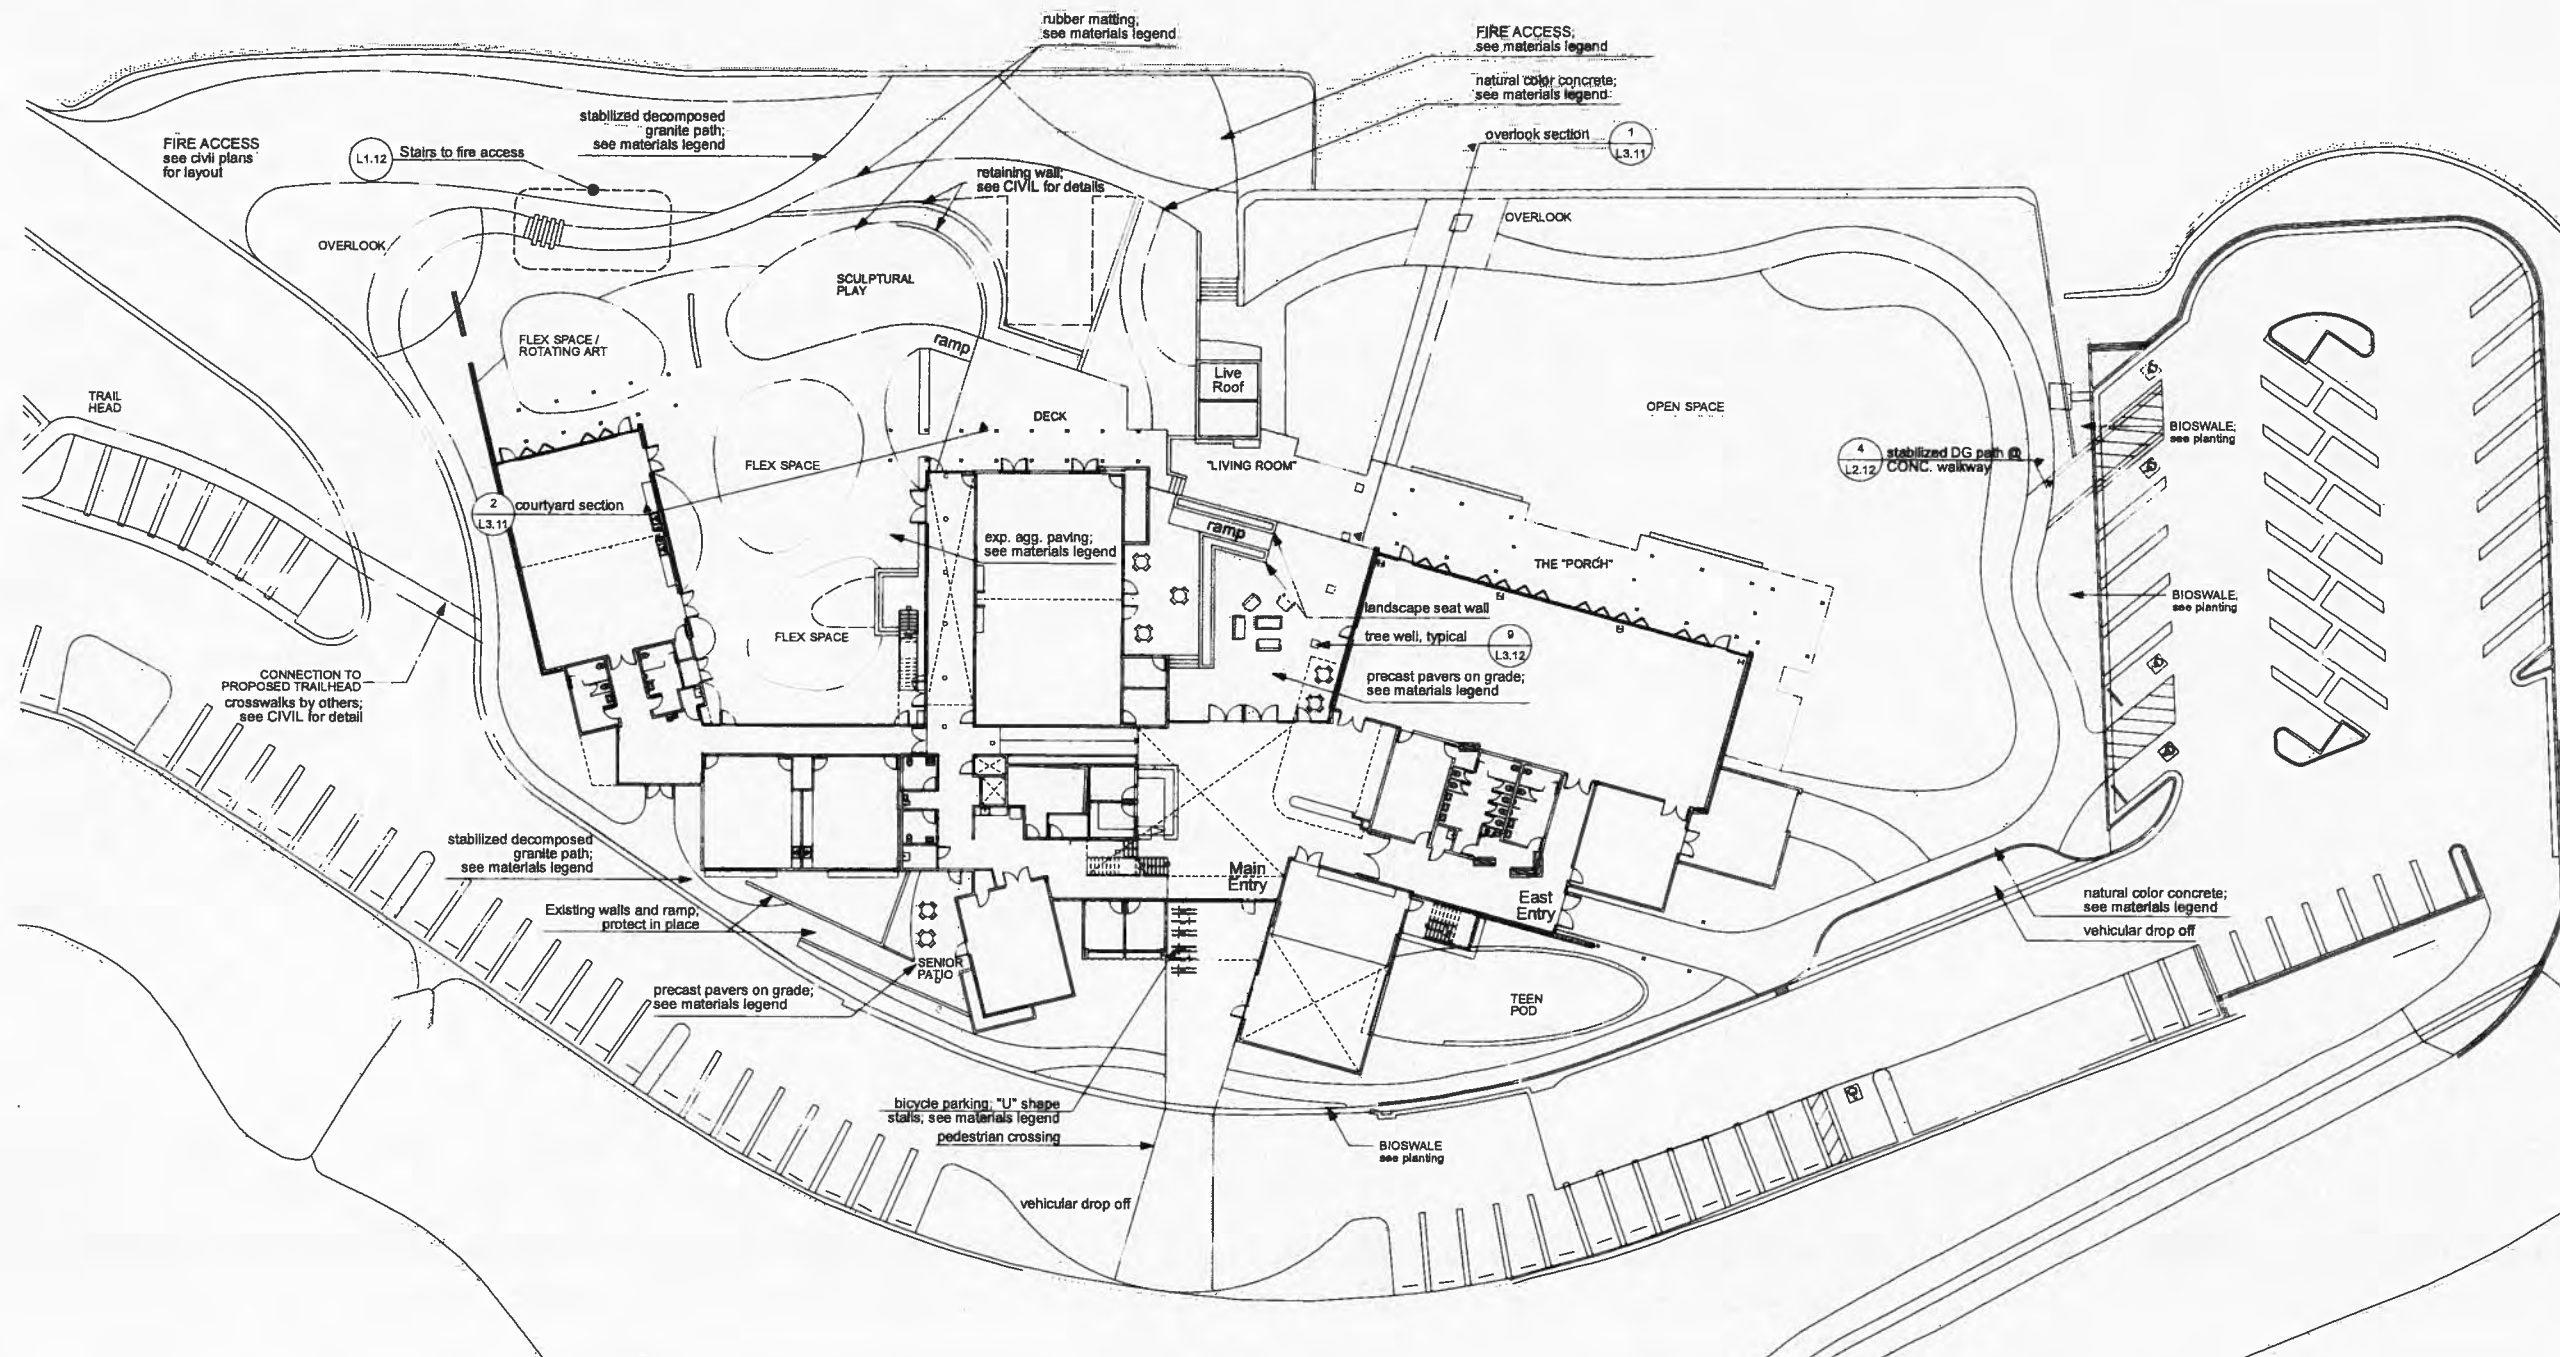 rubber matting;
see materials legend
FIRE ACCESS;
see materials legend
natural color concrete;
see materials legend
overlook section
1
L3.11
stabilized decomposed
granite path;
see materials legend
FIRE ACCESS
see civil plans
for layout
L1.12
Stairs to fire access
retaining wall;
see CIVIL for details
OVERLOOK
OVERLOOK
SCULPTURAL
PLAY
FLEX SPACE /
ROTATING ART
ramp
Live
Roof
TRAIL
HEAD
DECK
OPEN SPACE
BIOSWALE;
see planting
FLEX SPACE
"LIVING ROOM"
4
L2.12
stabilized DG path @
CONC. walkway
2
L3.11
courtyard section
ramp
exp. agg. paving;
see materials legend
THE "PORCH"
BIOSWALE,
see planting
landscape seat wall
FLEX SPACE
tree well, typical
9
L3.12
CONNECTION TO
PROPOSED TRAILHEAD
crosswalks by others;
see CIVIL for detail
precast pavers on grade;
see materials legend
stabilized decomposed
granite path;
see materials legend
Main
Entry
East
Entry
natural color concrete;
see materials legend
vehicular drop off
Existing walls and ramp,
protect in place
SENIOR
PATIO
precast pavers on grade;
see materials legend
TEEN
POD
bicycle parking; "U" shape
stalls, see materials legend
pedestrian crossing
BIOSWALE
see planting
vehicular drop off